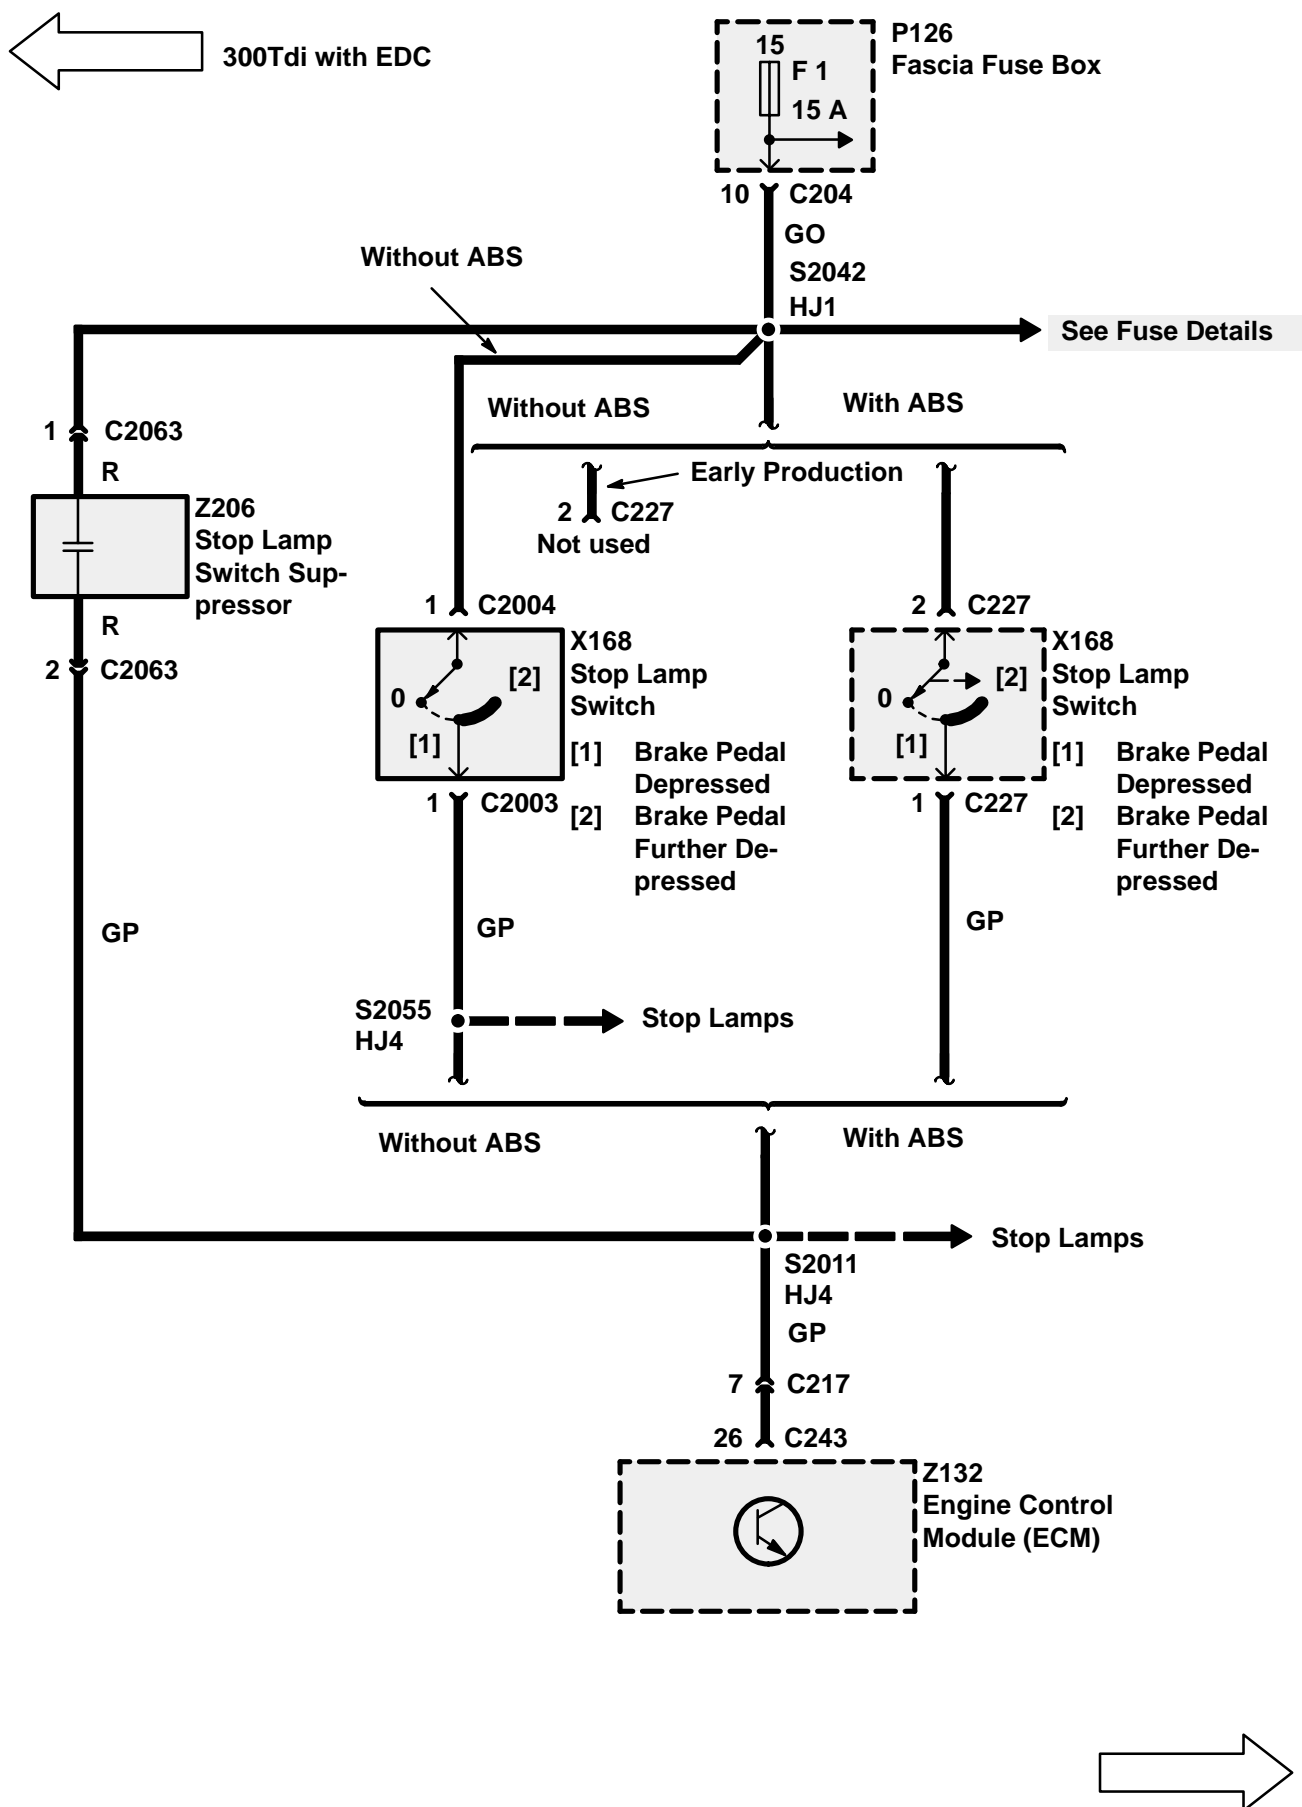 300Tdi with EDC
P126
Fascia Fuse Box
15
F 1
15 A
10 C204
GO
S2042
HJ1
Without ABS
See Fuse Details
Without ABS
With ABS
1 C2063
R
Early Production
2 C227
Not used
Z206
Stop Lamp
Switch Sup-
pressor
R
2 C2063
1 C2004
X168
Stop Lamp
Switch
0
[2]
[1]
[1] Brake Pedal
Depressed
[2] Brake Pedal
Further De-
pressed
1 C2003
2 C227
X168
Stop Lamp
Switch
0
[2]
[1]
[1] Brake Pedal
Depressed
[2] Brake Pedal
Further De-
pressed
1 C227
GP
GP
GP
S2055
HJ4
Stop Lamps
Without ABS
With ABS
Stop Lamps
S2011
HJ4
GP
7 C217
26 C243
Z132
Engine Control
Module (ECM)